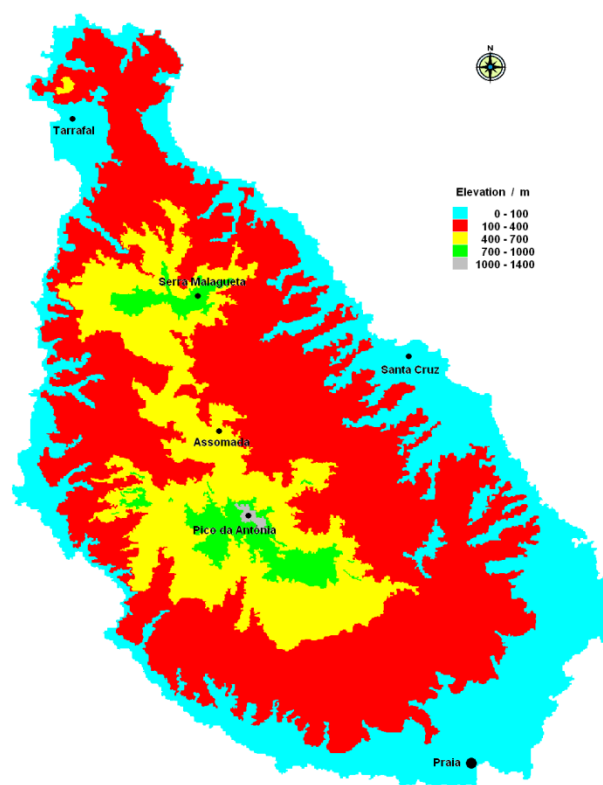 N
Tarrafal
Elevation / m
0 - 100
100 - 400
400 - 700
700 - 1000
1000 - 1400
Serra Malagueta
Santa Cruz
Assomada
Pico da Antónia
Praia